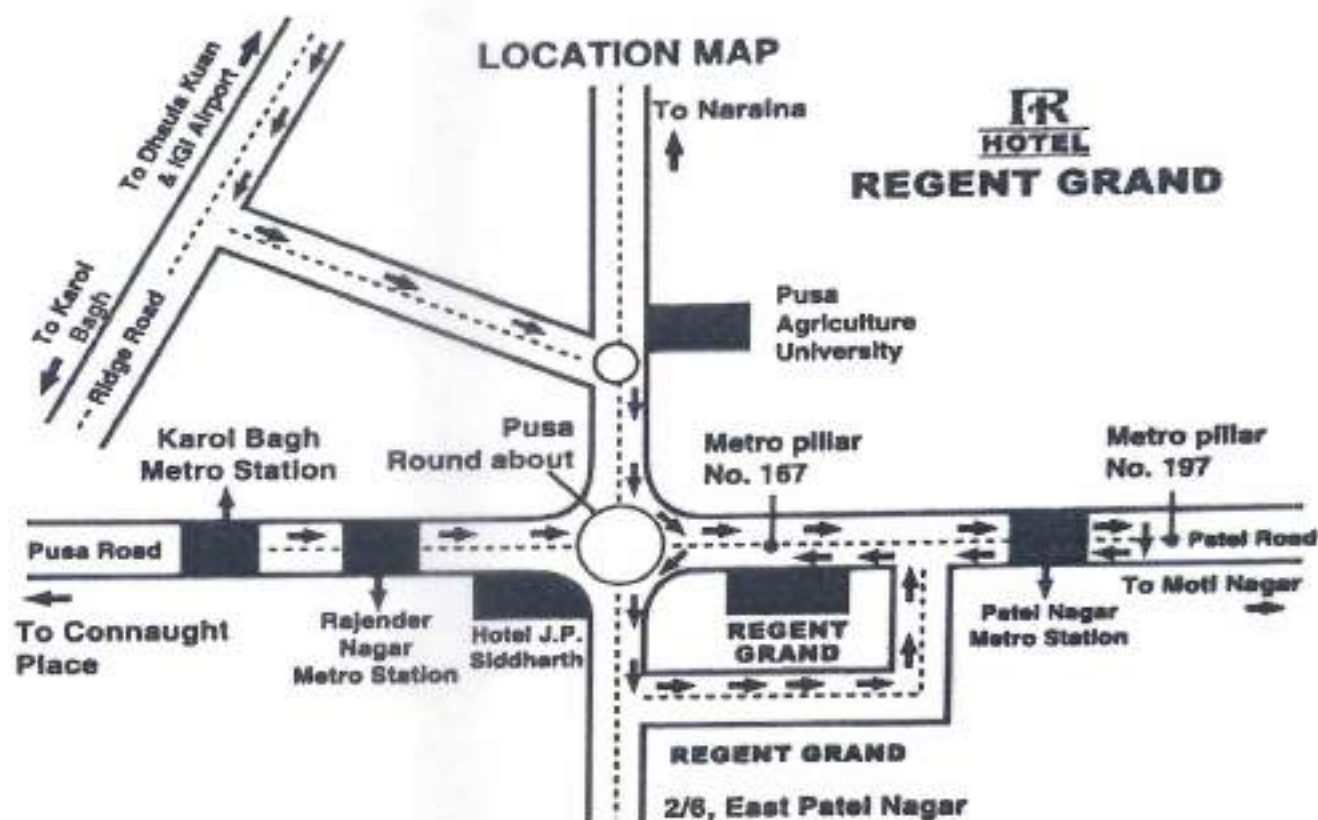 LOCATION MAP
To Naraina
HR
HOTEL
REGENT GRAND
To Dhaula Kuan
& IGI Airport
To Karol
Bagh
Ridge Road
Pusa
Agriculture
University
Karol Bagh
Metro Station
Pusa
Round about
Metro pillar
No. 167
Metro pillar
No. 197
Pusa Road
Patel Road
To Connaught
Place
Rajender
Nagar
Metro Station
Hotel J.P.
Siddharth
REGENT
GRAND
Patel Nagar
Metro Station
To Moti Nagar
REGENT GRAND
2/6, East Patel Nagar